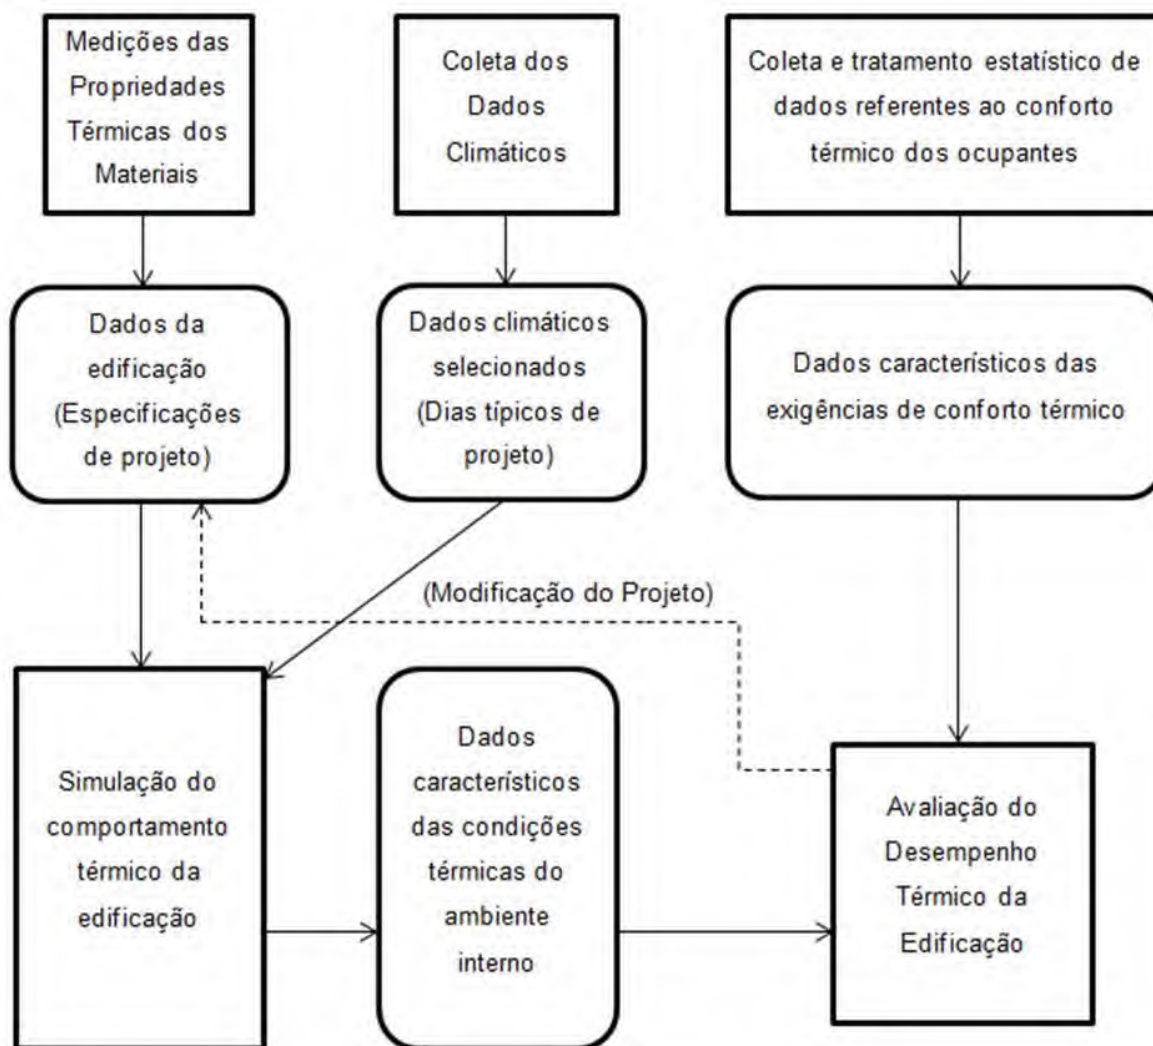 Medições das
Propriedades
Térmicas dos
Materiais
Coleta dos
Dados
Climáticos
Coleta e tratamento estatístico de
dados referentes ao conforto
térmico dos ocupantes
Dados da
edificação
(Especificações
de projeto)
Dados climáticos
selecionados
(Dias típicos de
projeto)
Dados característicos das
exigências de conforto térmico
(Modificação do Projeto)
Simulação do
comportamento
térmico da
edificação
Dados
característicos
das condições
térmicas do
ambiente
interno
Avaliação do
Desempenho
Térmico da
Edificação